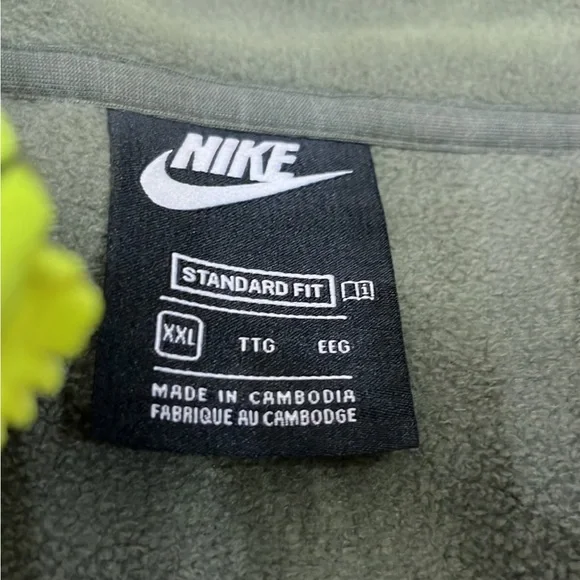 NIKE
STANDARD FIT
XXL TTG EEG
MADE IN CAMBODIA
FABRIQUE AU CAMBODGE